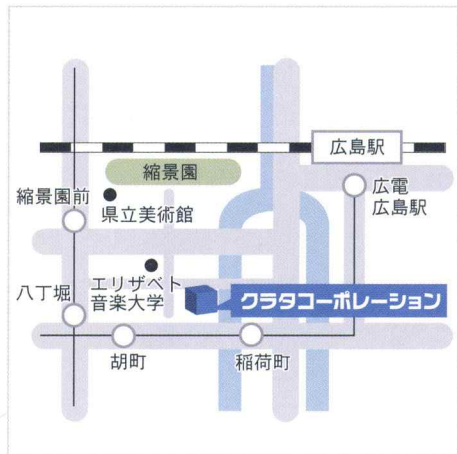 広島駅
縮景園
広電
広島駅
縮景園前
県立美術館
エリザベト
音楽大学
八丁堀
クラタコーポレーション
胡町
稲荷町